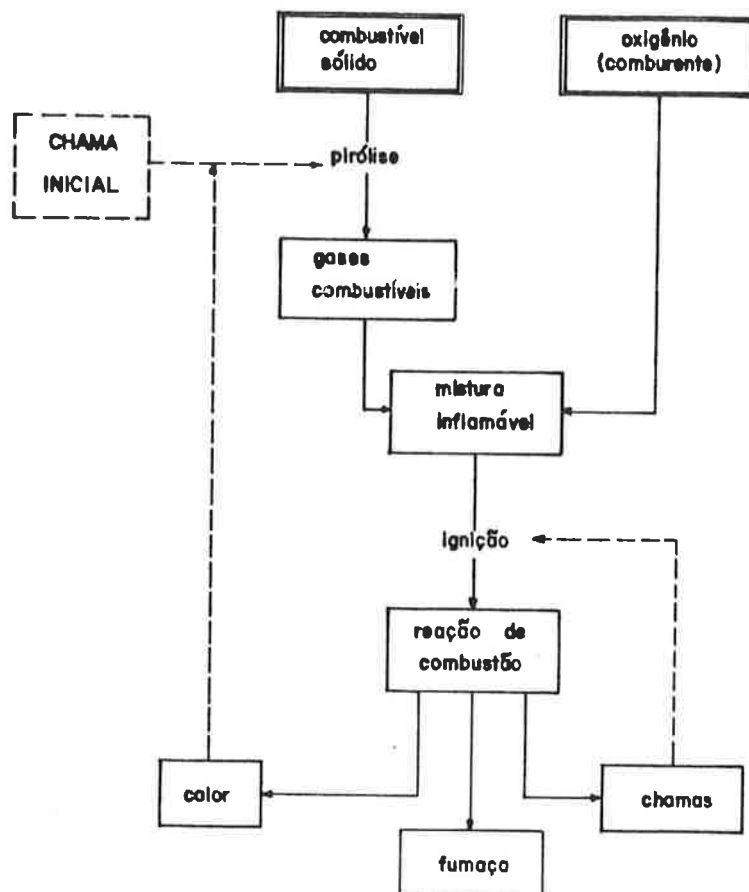 combustível
sólido
oxigênio
(comburente)
CHAMA
INICIAL
pirólise
gases
combustíveis
mistura
inflamável
ignição
reação de
combustão
calor
chamas
fumaça